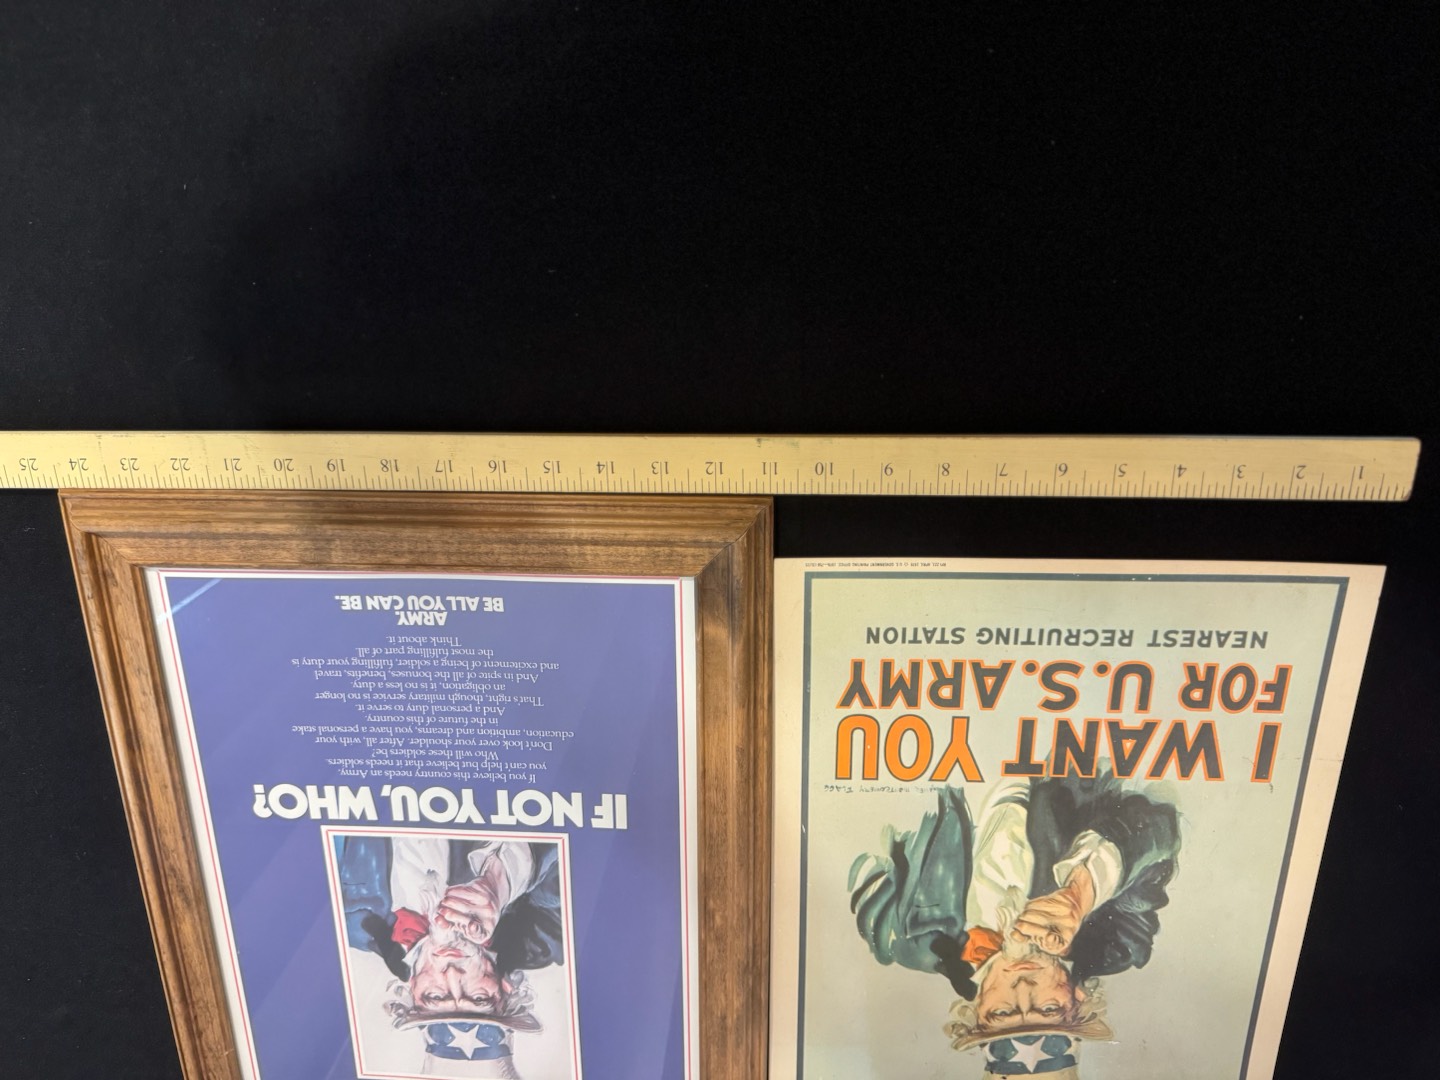 1 2 3 4 5 6 7 8 9 10 11 12 13 14 15 16 17 18 19 20 21 22 23 24 25
IF NOT YOU, WHO?
If you believe this country needs an Army
you can't help but believe that it needs soldiers.
Who will these soldiers be?
Don't look over your shoulder. After all, with your
education, ambition and dreams, you have a personal stake
in the future of this country.
And a personal duty to serve it.
That's right, though military service is no longer
an obligation, it is no less a duty.
And in spite of all the bonuses, benefits, travel
and excitement of being a soldier, fulfilling your duty is
the most fulfilling part of all.
Think about it.
ARMY.
BE ALL YOU CAN BE.
JAMES MONTGOMERY FLAGG
I WANT YOU
FOR U.S. ARMY
NEAREST RECRUITING STATION